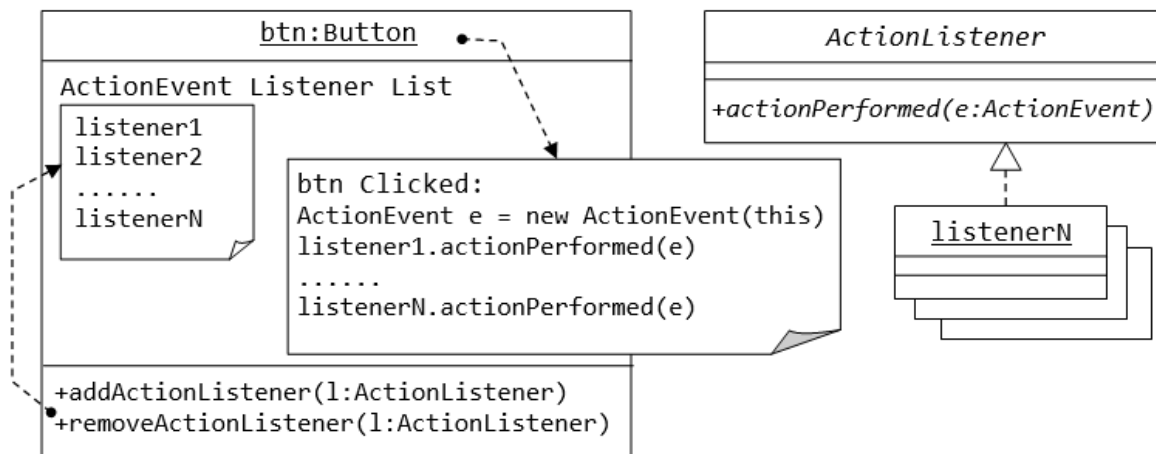 btn:Button
ActionEvent Listener List
listener1
listener2
......
listenerN
btn Clicked:
ActionEvent e = new ActionEvent(this)
listener1.actionPerformed(e)
......
listenerN.actionPerformed(e)
+addActionListener(l:ActionListener)
+removeActionListener(l:ActionListener)
ActionListener
+actionPerformed(e:ActionEvent)
listenerN